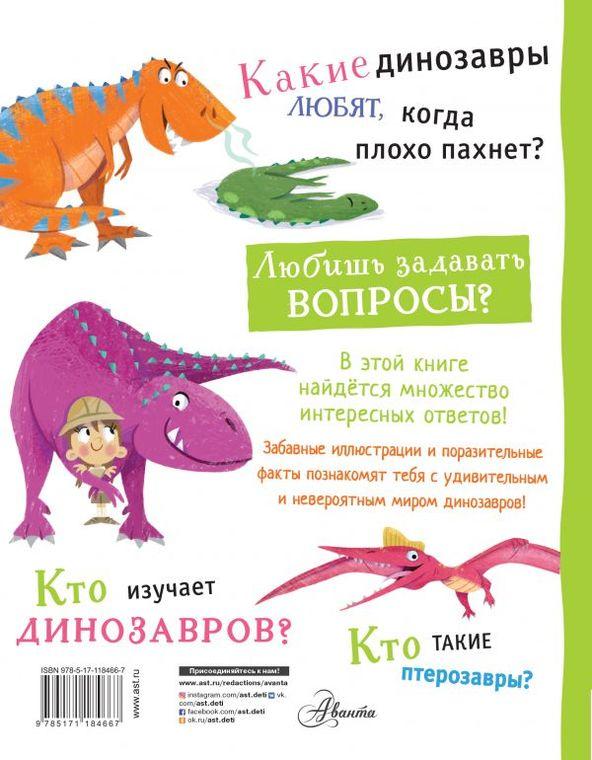 Какие динозавры
ЛЮБЯТ, когда
плохо пахнет?
Любишь задавать
ВОПРОСЫ?
В этой книге
найдётся множество
интересных ответов!
Забавные иллюстрации и поразительные
факты познакомят тебя с удивительным
и невероятным миром динозавров!
Кто изучает
ДИНОЗАВРОВ?
Кто ТАКИЕ
птерозавры?
ISBN 978-5-17-118466-7
9 785171 184667
www.ast.ru
Присоединяйтесь к нам!
www.ast.ru/redactions/avanta
instagram.com/ast.deti vk.
com/ast.deti
facebook.com/ast.deti
ok.ru/ast.deti
Аванта